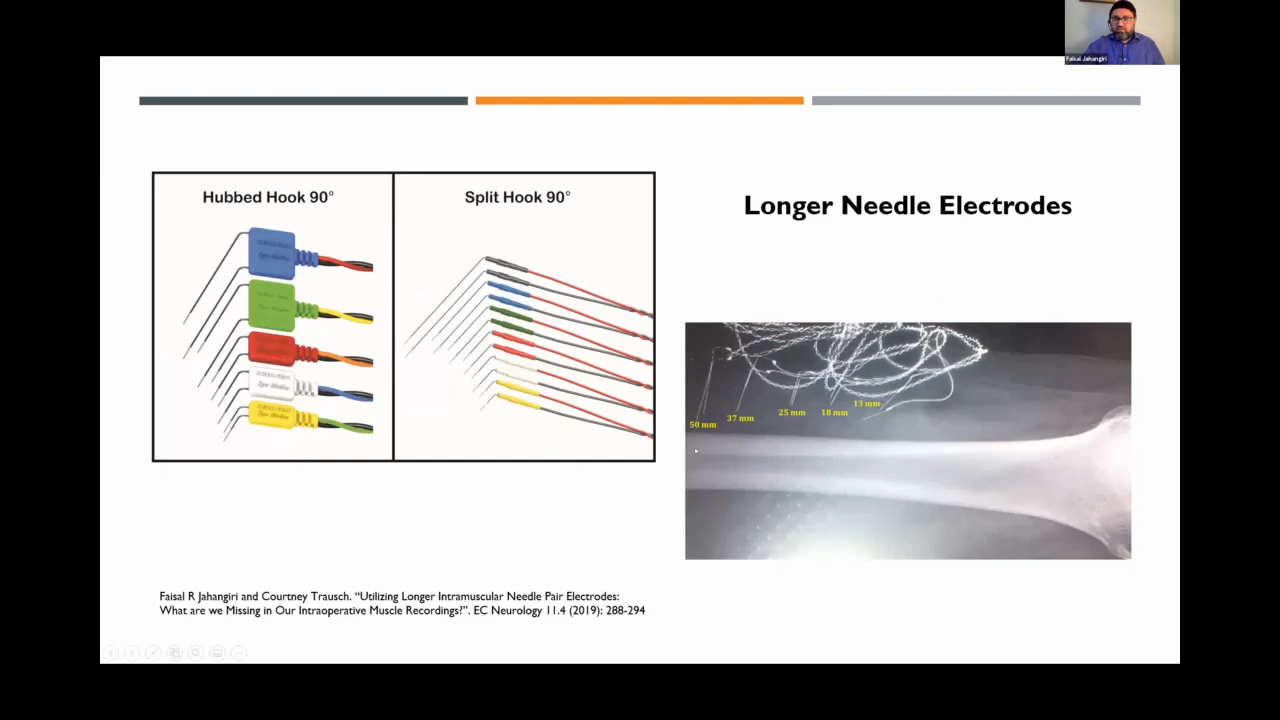 Faisal Jahangiri
Hubbed Hook 90°
Split Hook 90°
Longer Needle Electrodes
50 mm
37 mm
25 mm
18 mm
13 mm
Faisal R Jahangiri and Courtney Trausch. “Utilizing Longer Intramuscular Needle Pair Electrodes:
What are we Missing in Our Intraoperative Muscle Recordings?”. EC Neurology 11.4 (2019): 288-294